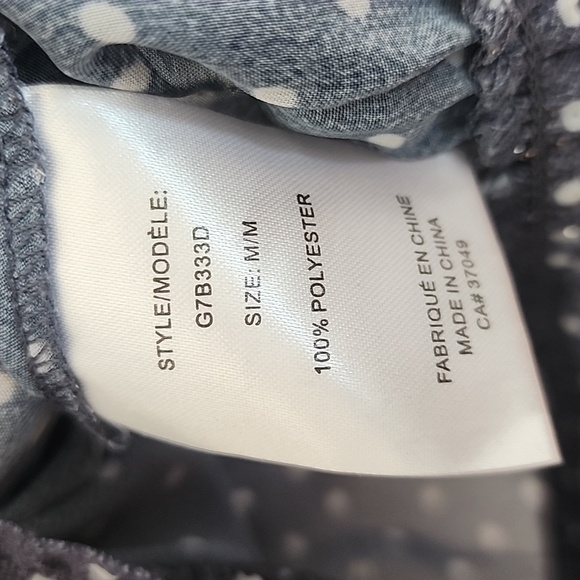 STYLE/MODÈLE:
G7B333D
SIZE: M/M
100% POLYESTER
FABRIQUÉ EN CHINE
MADE IN CHINA
CA# 37049